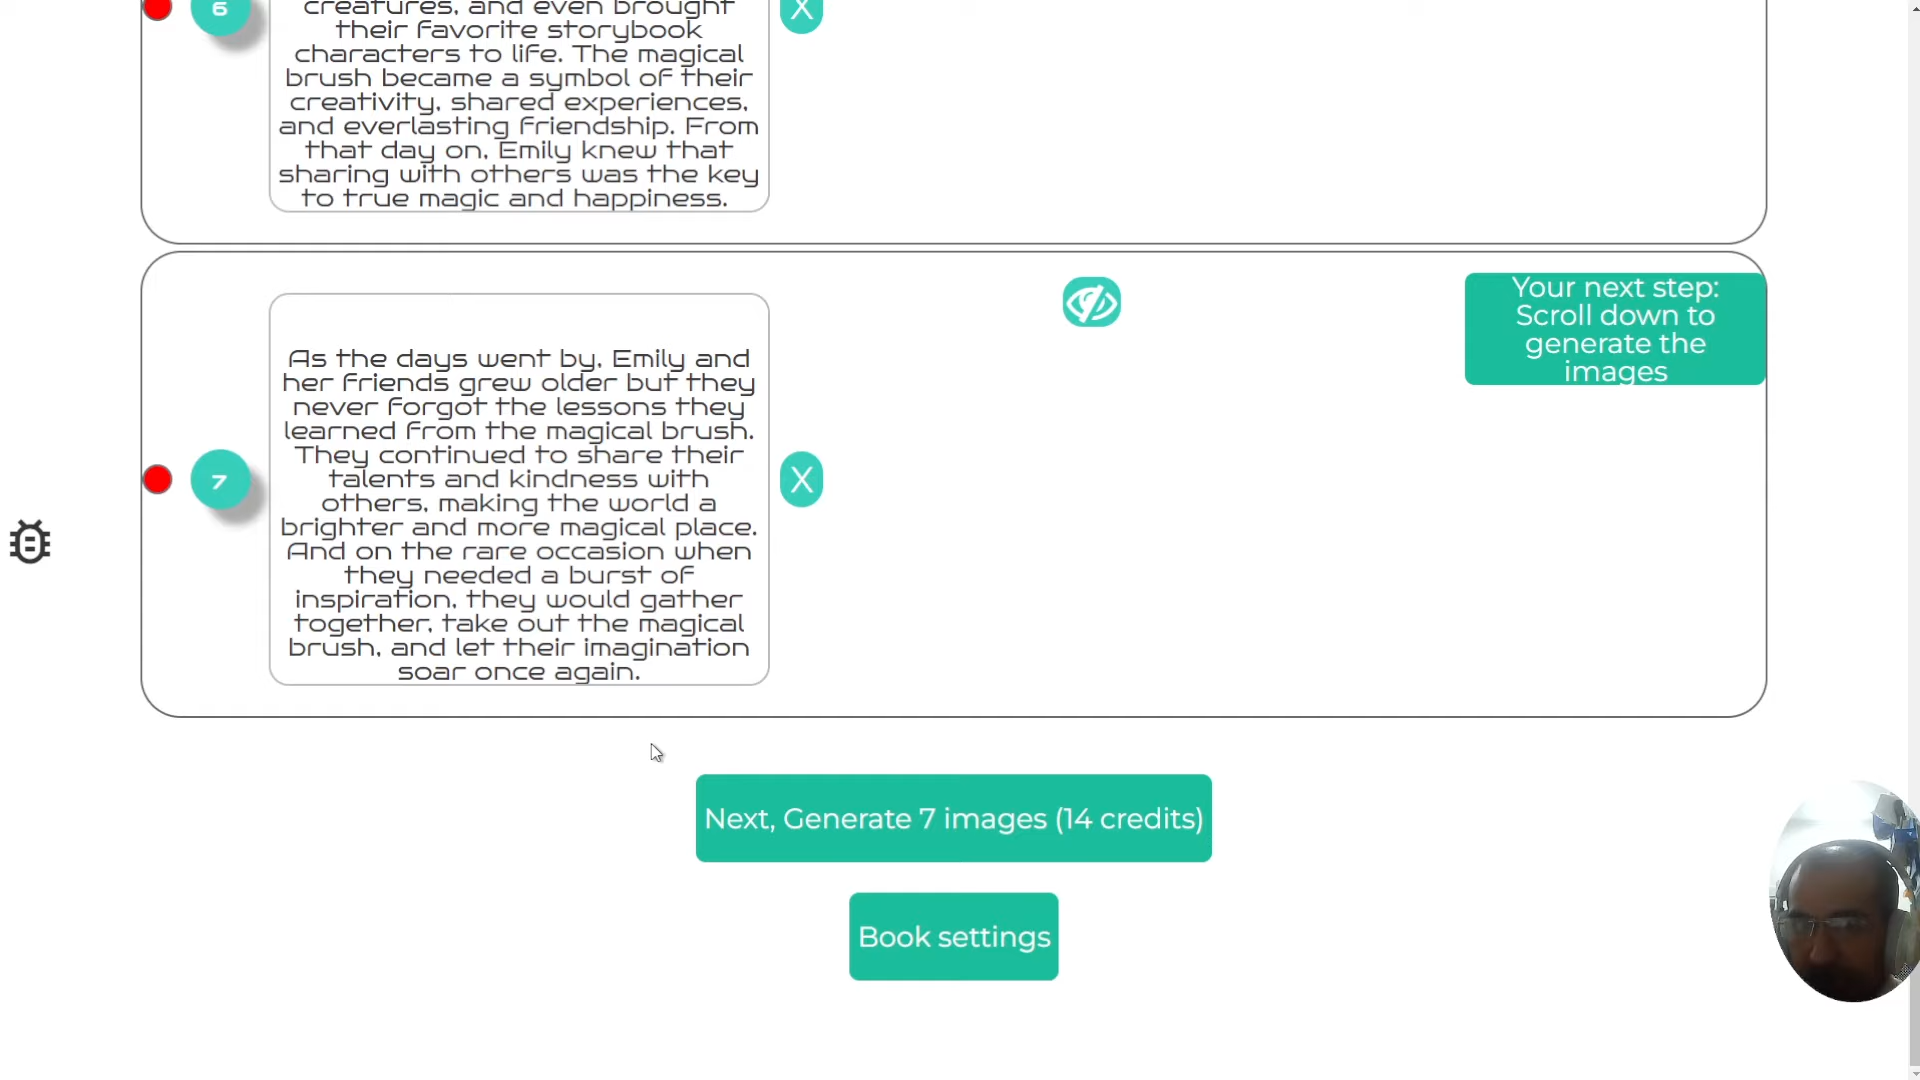 6
creatures, and even brought
their favorite storybook
characters to life. The magical
brush became a symbol of their
creativity, shared experiences,
and everlasting friendship. From
that day on, Emily knew that
sharing with others was the key
to true magic and happiness.
X
Your next step:
Scroll down to
generate the
images
7
As the days went by, Emily and
her friends grew older but they
never forgot the lessons they
learned from the magical brush.
They continued to share their
talents and kindness with
others, making the world a
brighter and more magical place.
And on the rare occasion when
they needed a burst of
inspiration, they would gather
together, take out the magical
brush, and let their imagination
soar once again.
X
Next, Generate 7 images (14 credits)
Book settings